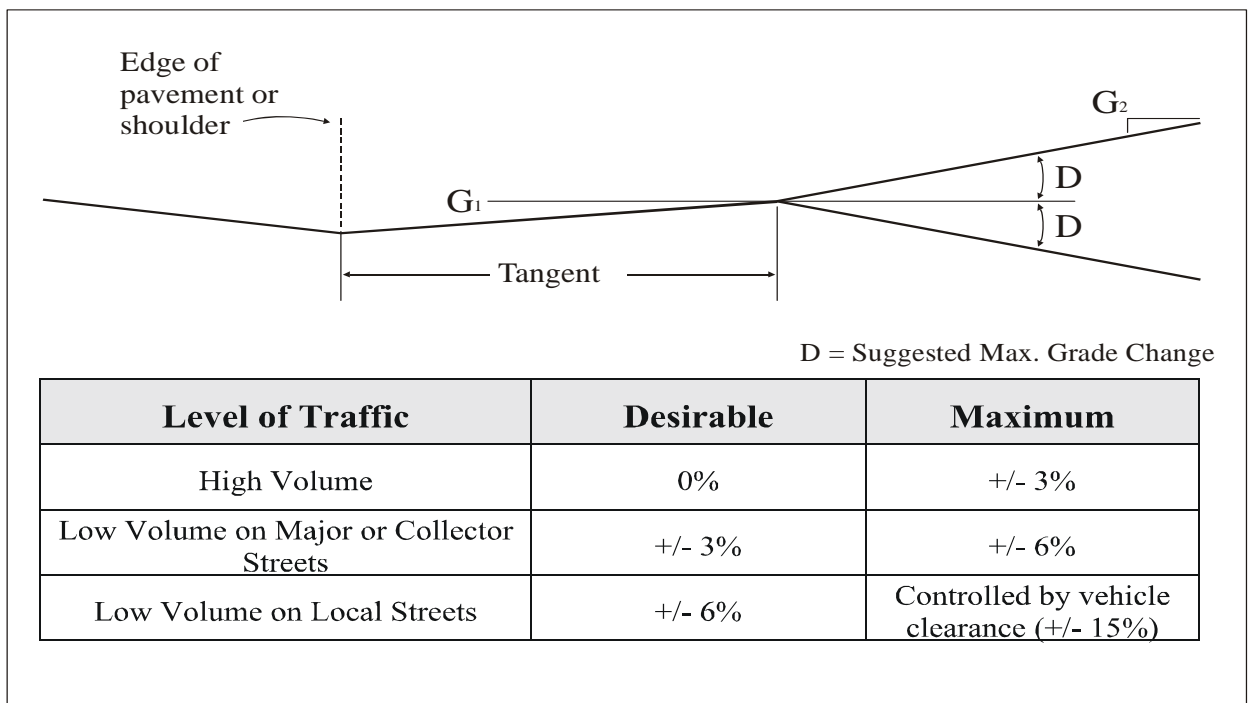 Edge of
pavement or
shoulder
G2
G1
D
D
Tangent
D = Suggested Max. Grade Change
Level of Traffic Desirable Maximum
High Volume 0% +/- 3%
Low Volume on Major or Collector
Streets +/- 3% +/- 6%
Low Volume on Local Streets +/- 6% Controlled by vehicle
clearance (+/- 15%)